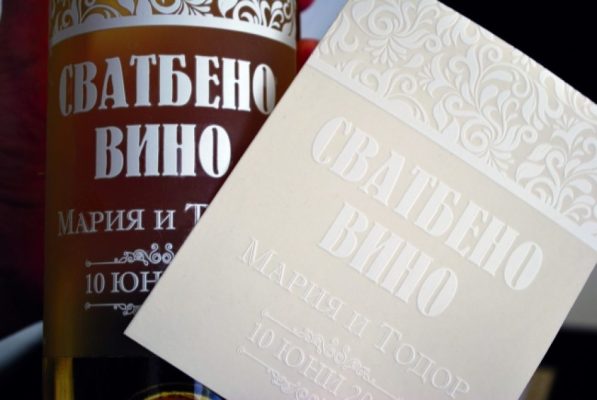 СВАТБЕНО
ВИНО
МАРИЯ И
10 ЮНИ
СВАТБЕНО
ВИНО
МАРИЯ И ТОДОР
10 ЮНИ